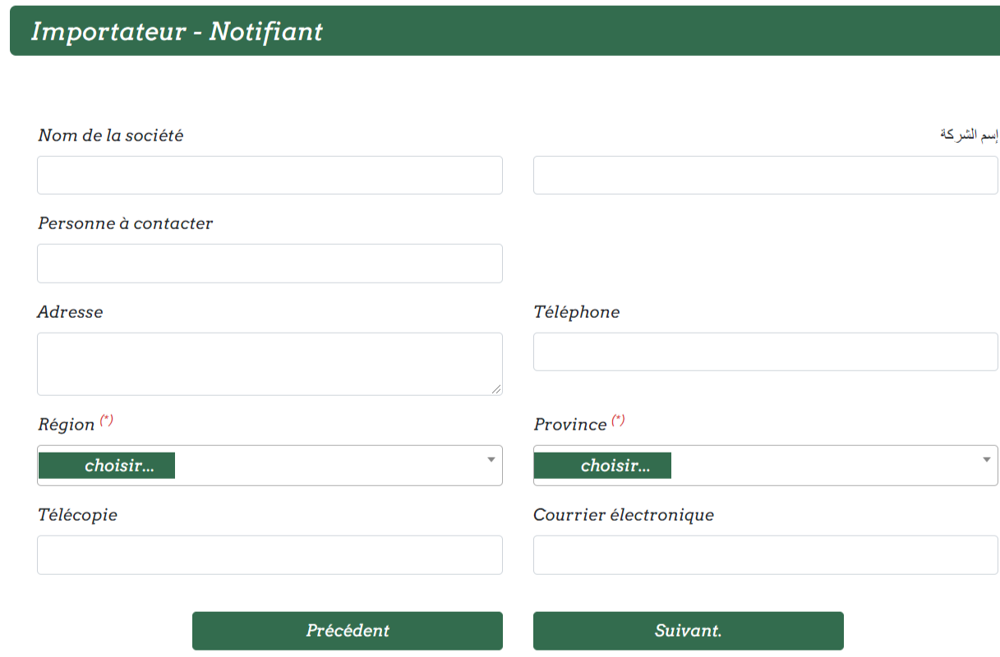 Importateur - Notifiant
Nom de la société
إسم الشركة
Personne à contacter
Adresse
Téléphone
Région (*)
Province (*)
choisir...
choisir...
Télécopie
Courrier électronique
Précédent
Suivant.